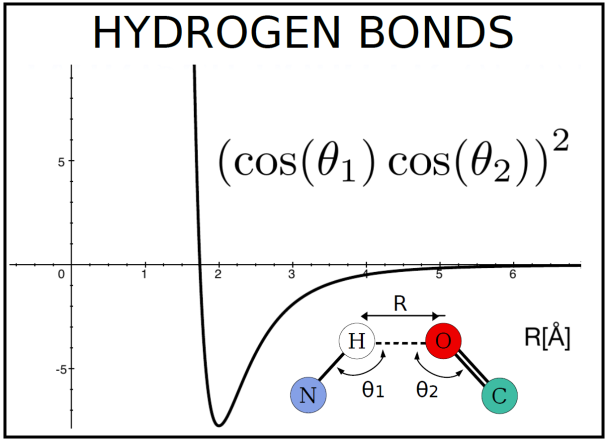 HYDROGEN BONDS
(cos(θ₁) cos(θ₂))²
5
0 1 2 3 4 5 6
-5
R
R[Å]
H O
θ1 θ2
N C